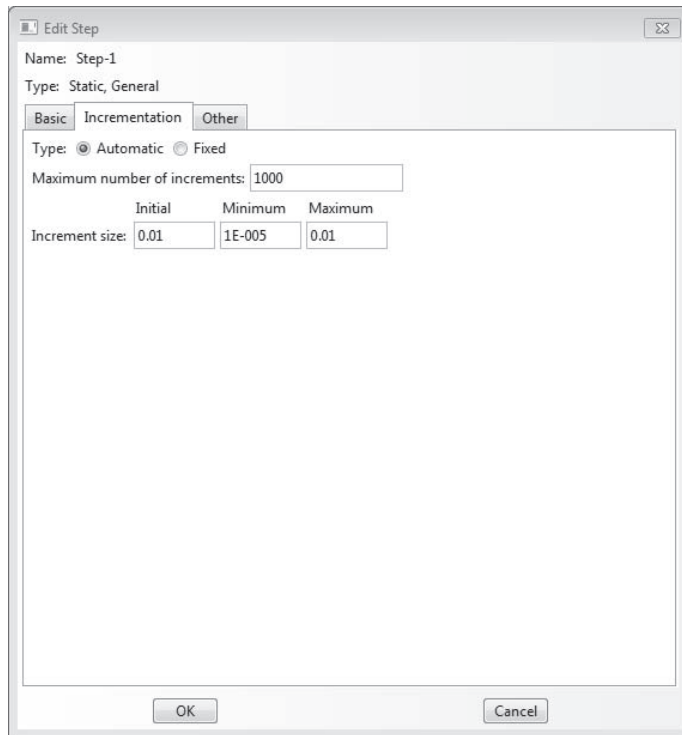 Edit Step
Name: Step-1
Type: Static, General
Basic Incrementation Other
Type: Automatic Fixed
Maximum number of increments: 1000
Initial Minimum Maximum
Increment size: 0.01 1E-005 0.01
OK Cancel